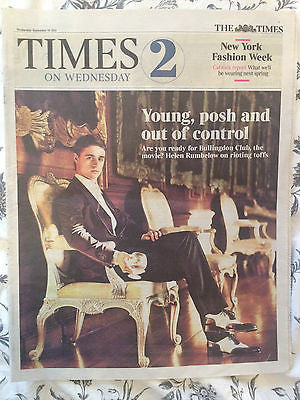 THE TIMES
TIMES 2
ON WEDNESDAY
New York
Fashion Week
report What we'll
be wearing next spring
Young, posh and
out of control
Are you ready for Bullingdon Club, the
movie? Helen Rumbelow on rioting toffs